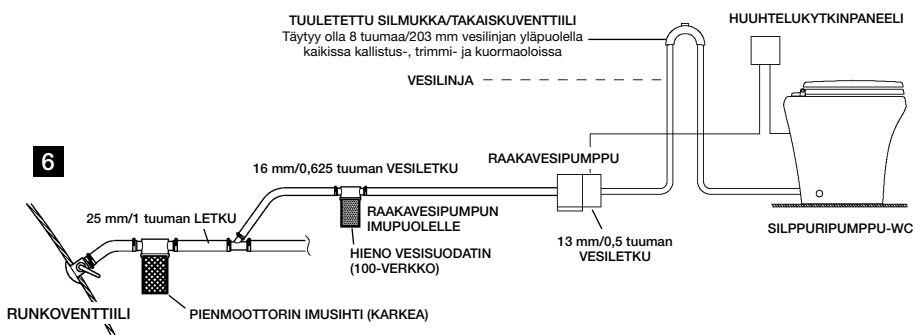 TUULETETTU SILMUKKA/TAKAISKUVENTTIILI
Täytyy olla 8 tuumaa/203 mm vesilinjan yläpuolella
kaikissa kallistus-, trimmi- ja kuormaoloissa
HUUHTELUKYTKINPANEELI
VESILINJA
6
16 mm/0,625 tuuman VESILETKU
RAAKAVESIPUMPPU
25 mm/1 tuuman LETKU
RAAKAVESIPUMPUN
IMUPUOLELLE
HIENO VESISUODATIN
(100-VERKKO)
13 mm/0,5 tuuman
VESILETKU
SILPPURIPUMPPU-WC
RUNKOVENTTIILI
PIENMOOTTORIN IMUSIHTI (KARKEA)